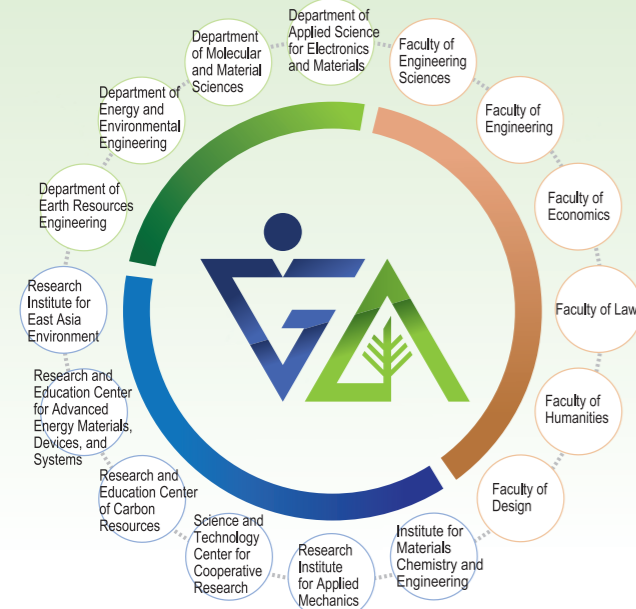 Department of
Applied Science
for Electronics
and Materials
Faculty of
Engineering
Sciences
Faculty of
Engineering
Faculty of
Economics
Faculty of Law
Faculty of
Humanities
Faculty of
Design
Institute for
Materials
Chemistry and
Engineering
Research
Institute
for Applied
Mechanics
Science and
Technology
Center for
Cooperative
Research
Research and
Education Center
of Carbon
Resources
Research and
Education Center
for Advanced
Energy Materials,
Devices, and
Systems
Research
Institute for
East Asia
Environment
Department of
Earth Resources
Engineering
Department of
Energy and
Environmental
Engineering
Department
of Molecular
and Material
Sciences